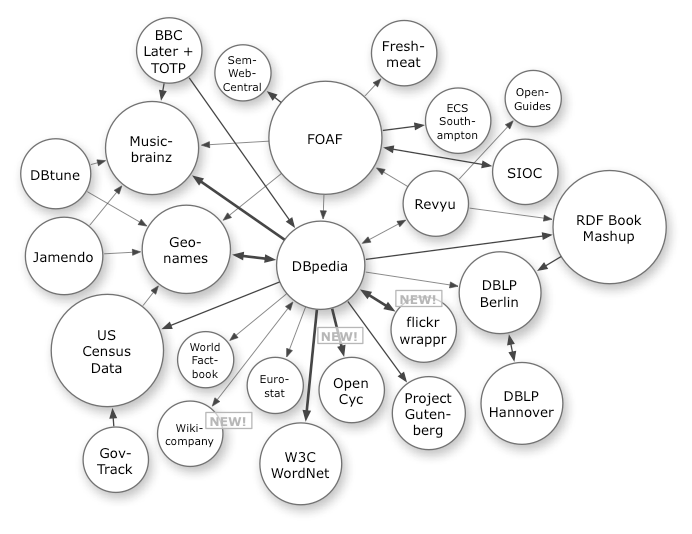 BBC
Later +
TOTP
Sem-
Web-
Central
Fresh-
meat
Open-
Guides
ECS
South-
ampton
Music-
brainz
FOAF
SIOC
DBtune
Revyu
RDF Book
Mashup
Jamendo
Geo-
names
DBpedia
DBLP
Berlin
NEW!
flickr
wrappr
US
Census
Data
World
Fact-
book
NEW!
Euro-
stat
Open
Cyc
Project
Guten-
berg
DBLP
Hannover
NEW!
Wiki-
company
Gov-
Track
W3C
WordNet